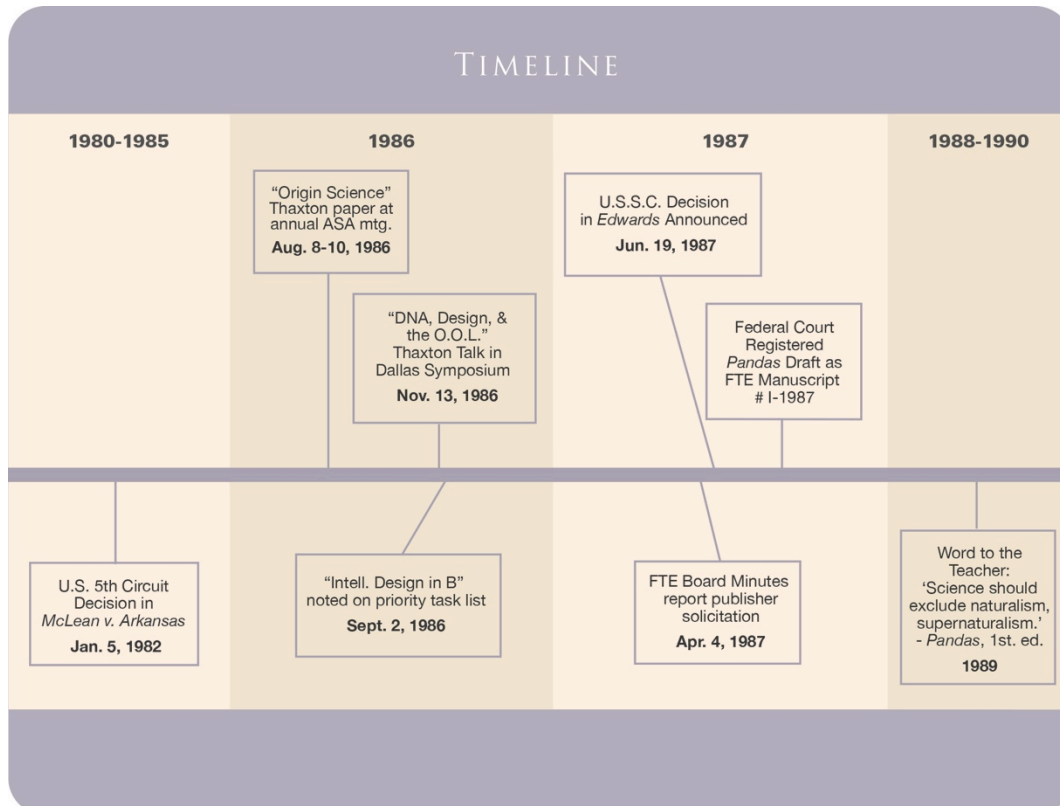 TIMELINE
1980-1985
1986
1987
1988-1990
“Origin Science”
Thaxton paper at
annual ASA mtg.
Aug. 8-10, 1986
“DNA, Design, &
the O.O.L.”
Thaxton Talk in
Dallas Symposium
Nov. 13, 1986
U.S.S.C. Decision
in Edwards Announced
Jun. 19, 1987
Federal Court
Registered
Pandas Draft as
FTE Manuscript
# I-1987
U.S. 5th Circuit
Decision in
McLean v. Arkansas
Jan. 5, 1982
“Intell. Design in B”
noted on priority task list
Sept. 2, 1986
FTE Board Minutes
report publisher
solicitation
Apr. 4, 1987
Word to the
Teacher:
‘Science should
exclude naturalism,
supernaturalism.’
- Pandas, 1st. ed.
1989